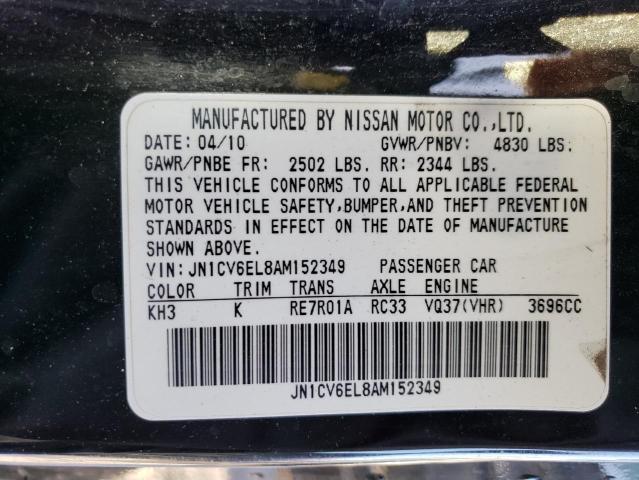 MANUFACTURED BY NISSAN MOTOR CO.,LTD.
DATE: 04/10 GVWR/PNBV: 4830 LBS.
GAWR/PNBE FR: 2502 LBS. RR: 2344 LBS.
THIS VEHICLE CONFORMS TO ALL APPLICABLE FEDERAL
MOTOR VEHICLE SAFETY,BUMPER,AND THEFT PREVENTION
STANDARDS IN EFFECT ON THE DATE OF MANUFACTURE
SHOWN ABOVE.
VIN: JN1CV6EL8AM152349 PASSENGER CAR
COLOR TRIM TRANS AXLE ENGINE
KH3 K RE7R01A RC33 VQ37(VHR) 3696CC
JN1CV6EL8AM152349